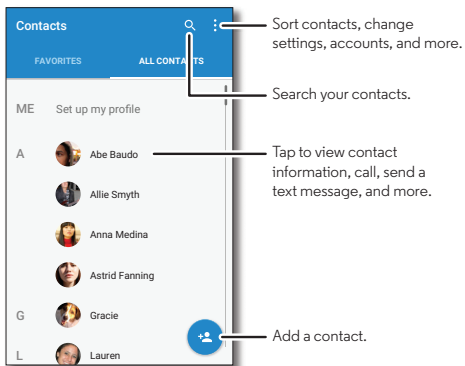 Contacts
Sort contacts, change
settings, accounts, and more.
FAVORITES ALL CONTACTS
Search your contacts.
ME Set up my profile
A Abe Baudo
Tap to view contact
information, call, send a
text message, and more.
Allie Smyth
Anna Medina
Astrid Fanning
G Gracie
Add a contact.
L Lauren